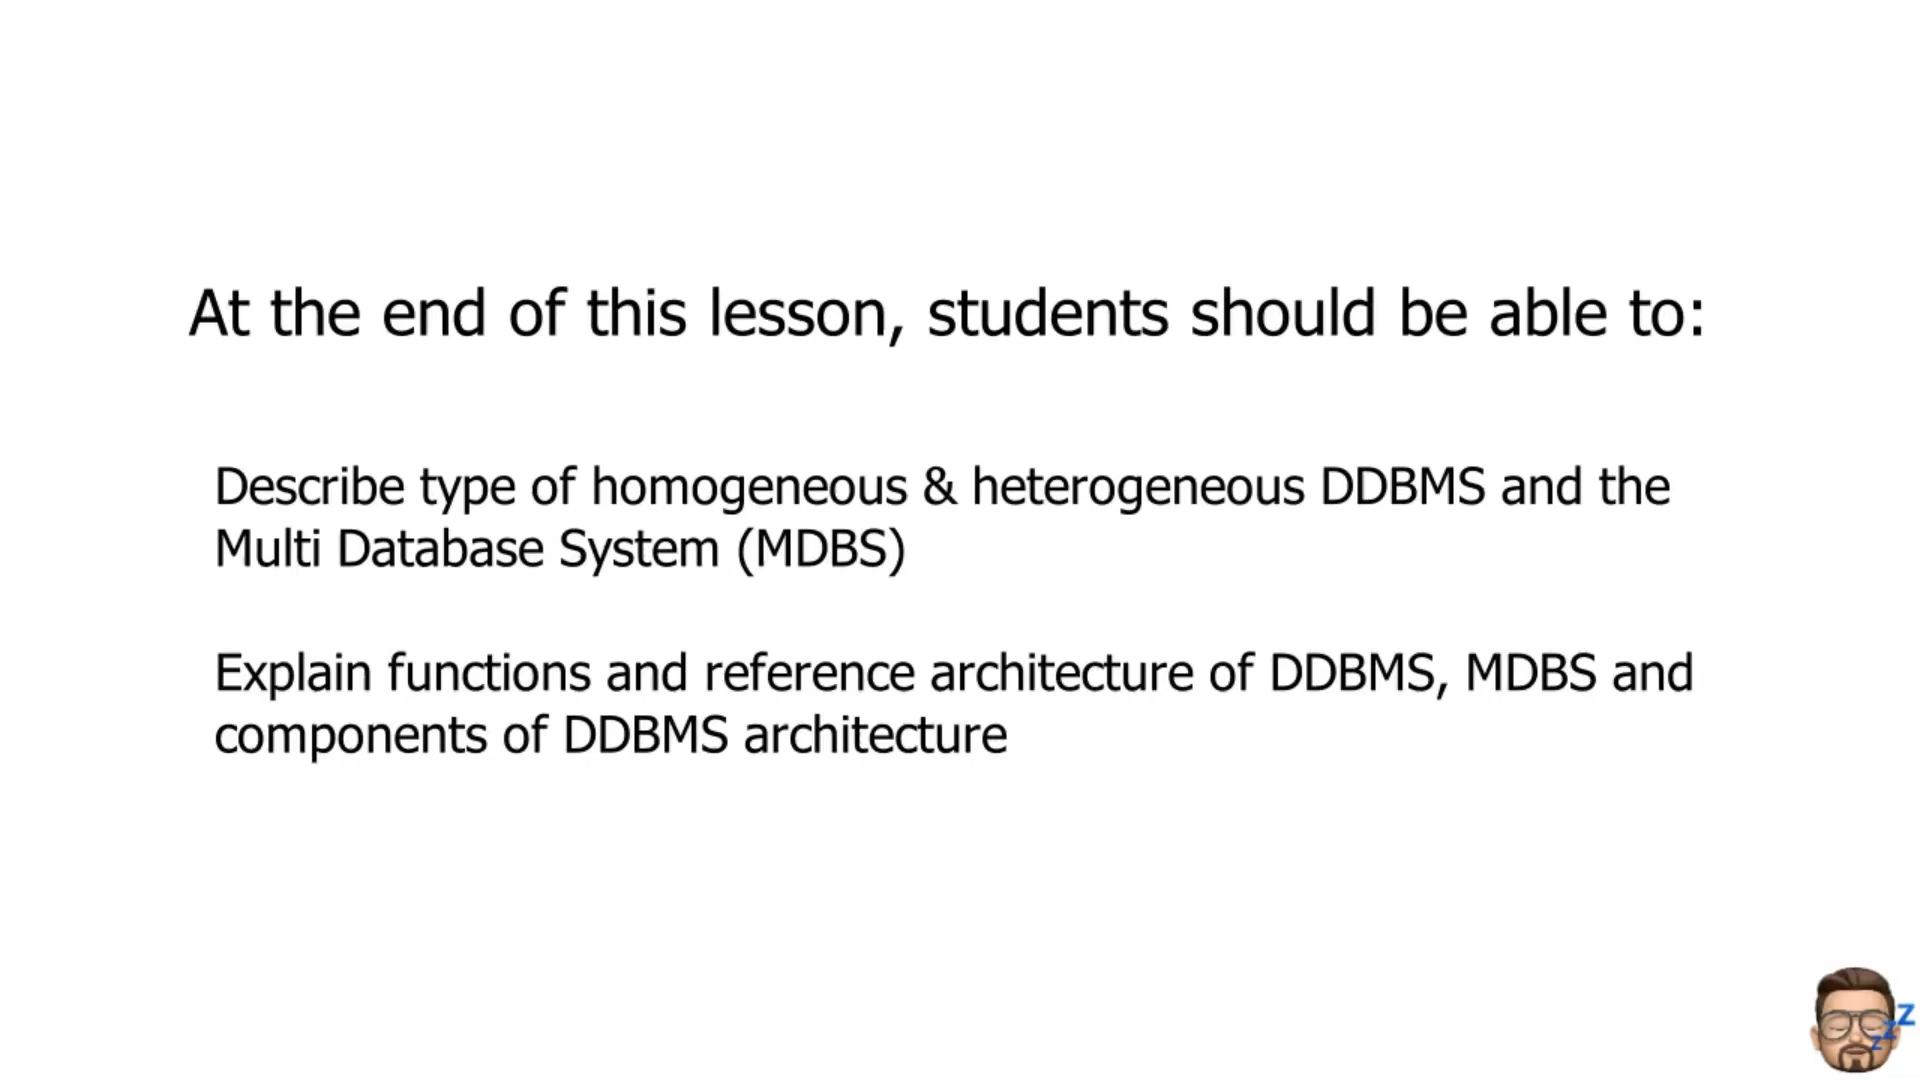 At the end of this lesson, students should be able to:
Describe type of homogeneous & heterogeneous DDBMS and the
Multi Database System (MDBS)
Explain functions and reference architecture of DDBMS, MDBS and
components of DDBMS architecture
z
z
z